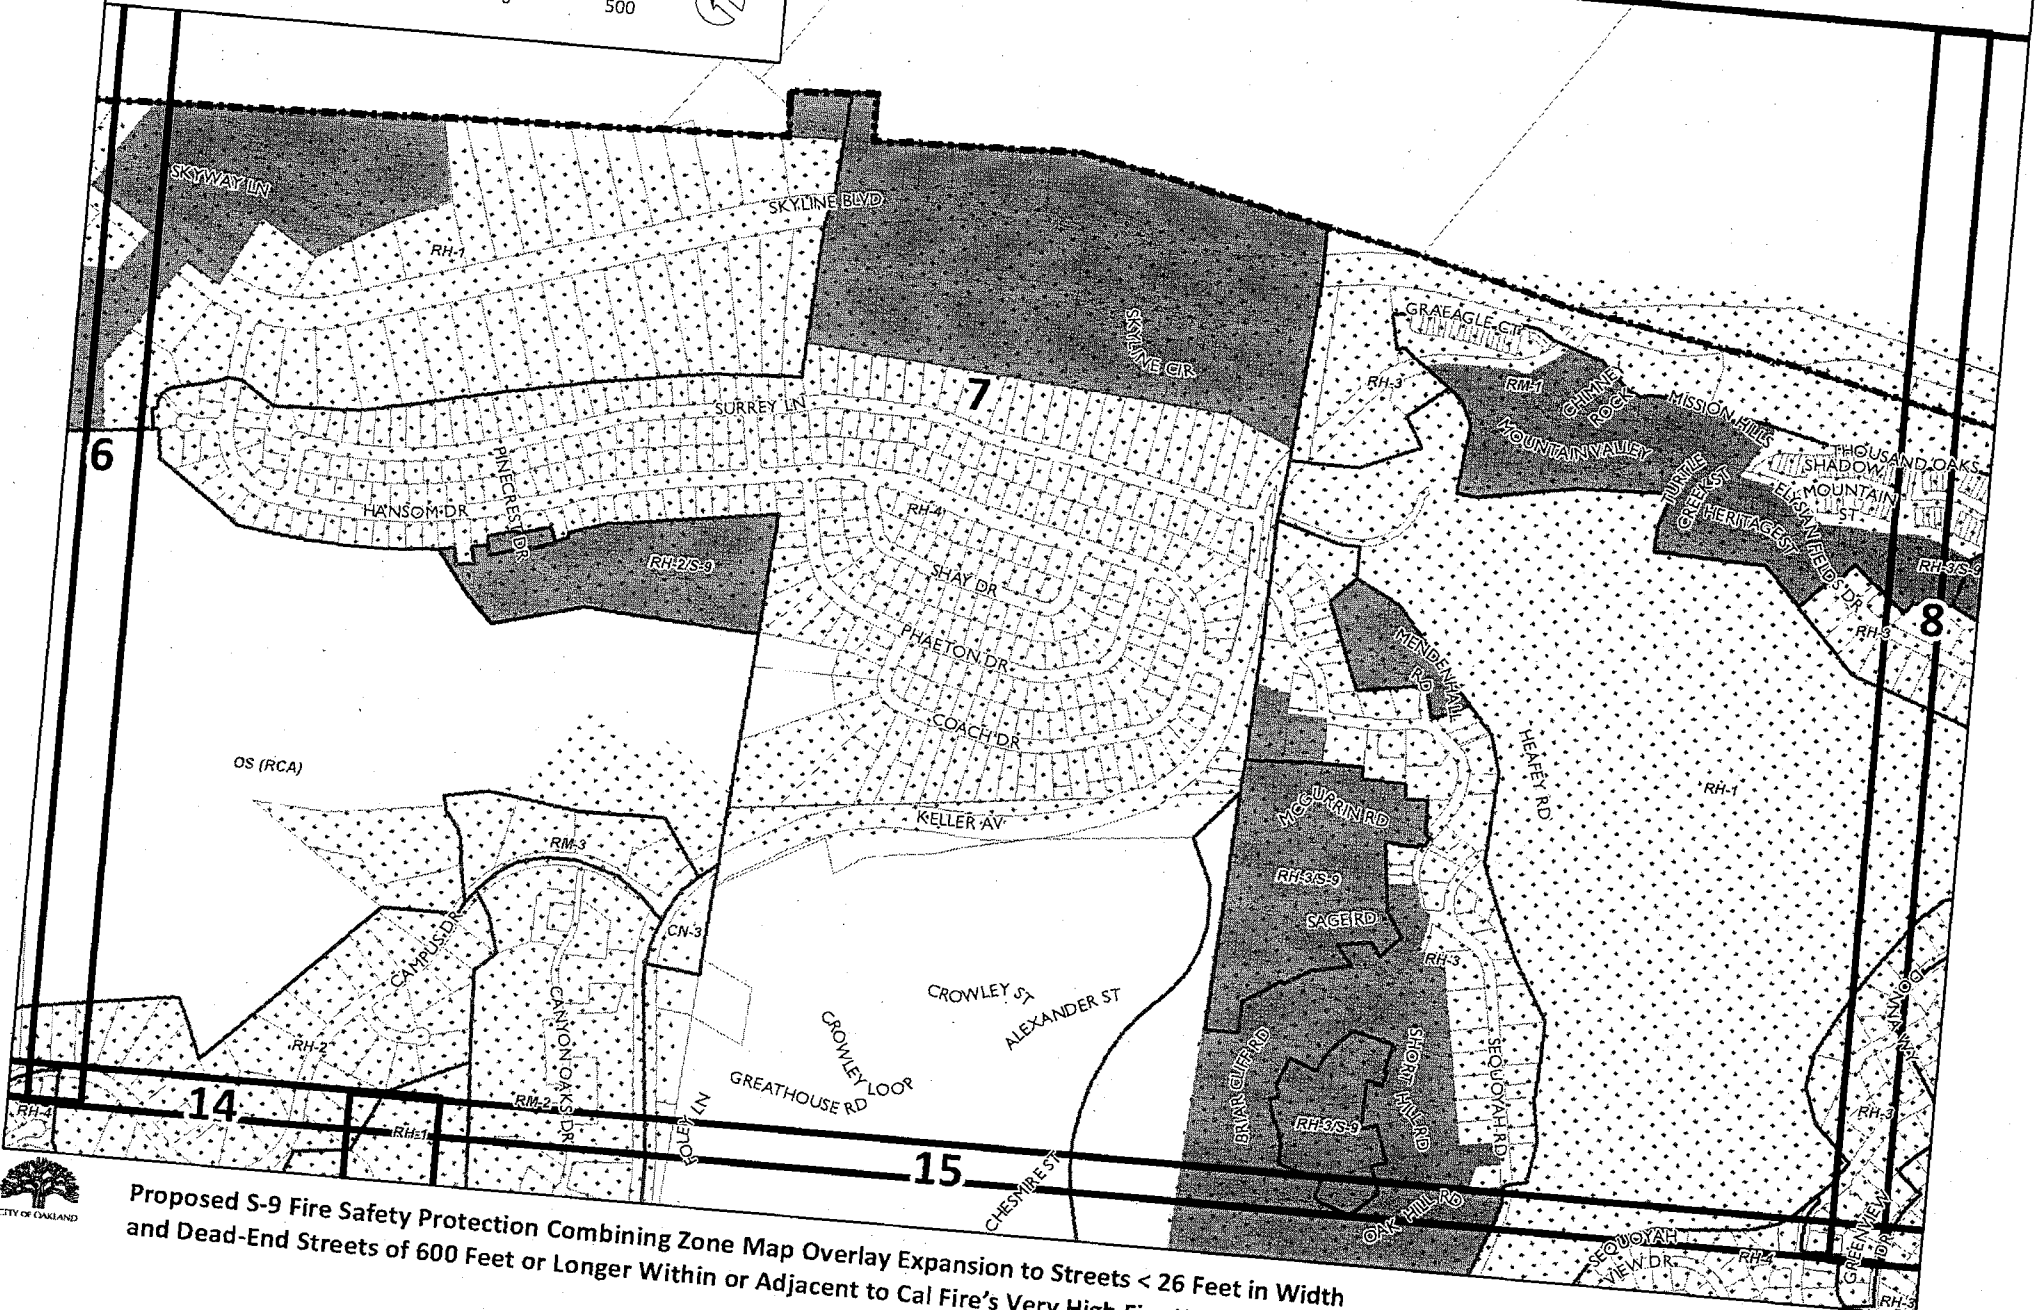 500
SKYWAY LN
SKYLINE BLVD
RH-1
SKYLINE CIR
GRAEAGLE CT
RH-3
RM-1
CHIMNEY
ROCK
MISSION HILLS
MOUNTAIN VALLEY
THOUSAND OAKS
SHADOW
MOUNTAIN
ST
TURTLE
CREEK ST
ELYSIAN FIELDS DR
HERITAGE ST
RH-3/S-9
RH-3
8
7
SURREY LN
6
PINECREST DR
HANSOM DR
RH-4
RH-2/S-9
SHAY DR
PHAETON DR
COACH DR
MENDENHALL
RD
HEAFEY RD
RH-1
OS (RCA)
KELLER AV
MCGURRIN RD
RM-3
RH-3/S-9
SAGE RD
CAMPUS DR
CN-3
RH-3
CROWLEY ST
ALEXANDER ST
CROWLEY LOOP
GREATHOUSE RD
CANYON OAKS DR
RH-2
BRIARCLIFF RD
SHORT HILL RD
SEQUOYAH RD
DONNA WY
RH-3
RH-3/S-9
14
RH-4
RH-1
RM-2
FOLEY LN
15
CHESMIRE ST
OAK HILL RD
SEQUOYAH
VIEW DR
RH-4
GREENVIEW
DR
RH-3
CITY OF OAKLAND
Proposed S-9 Fire Safety Protection Combining Zone Map Overlay Expansion to Streets < 26 Feet in Width
and Dead-End Streets of 600 Feet or Longer Within or Adjacent to Cal Fire's Very High